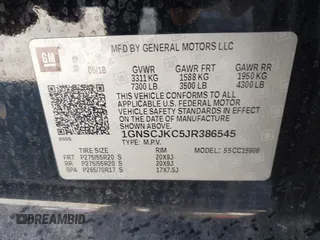 GM
MFD BY GENERAL MOTORS LLC
06/18
GVWR GAWR FRT GAWR RR
3311 KG 1588 KG 1950 KG
7300 LB 3500 LB 4300 LB
THIS VEHICLE CONFORMS TO ALL
APPLICABLE U.S. FEDERAL MOTOR
VEHICLE SAFETY AND THEFT PREVENTION
STANDARDS IN EFFECT ON THE DATE OF
MANUFACTURE SHOWN ABOVE.
1GNSCJKC5JR386545
TYPE: M.P.V. MODEL: SSCC15906
TIRE SIZE RIM
FRT P275/55R20 S 20X9J
RR P275/55R20 S 20X9J
SPA P265/70R17 S 17X7.5J
DREAMBID